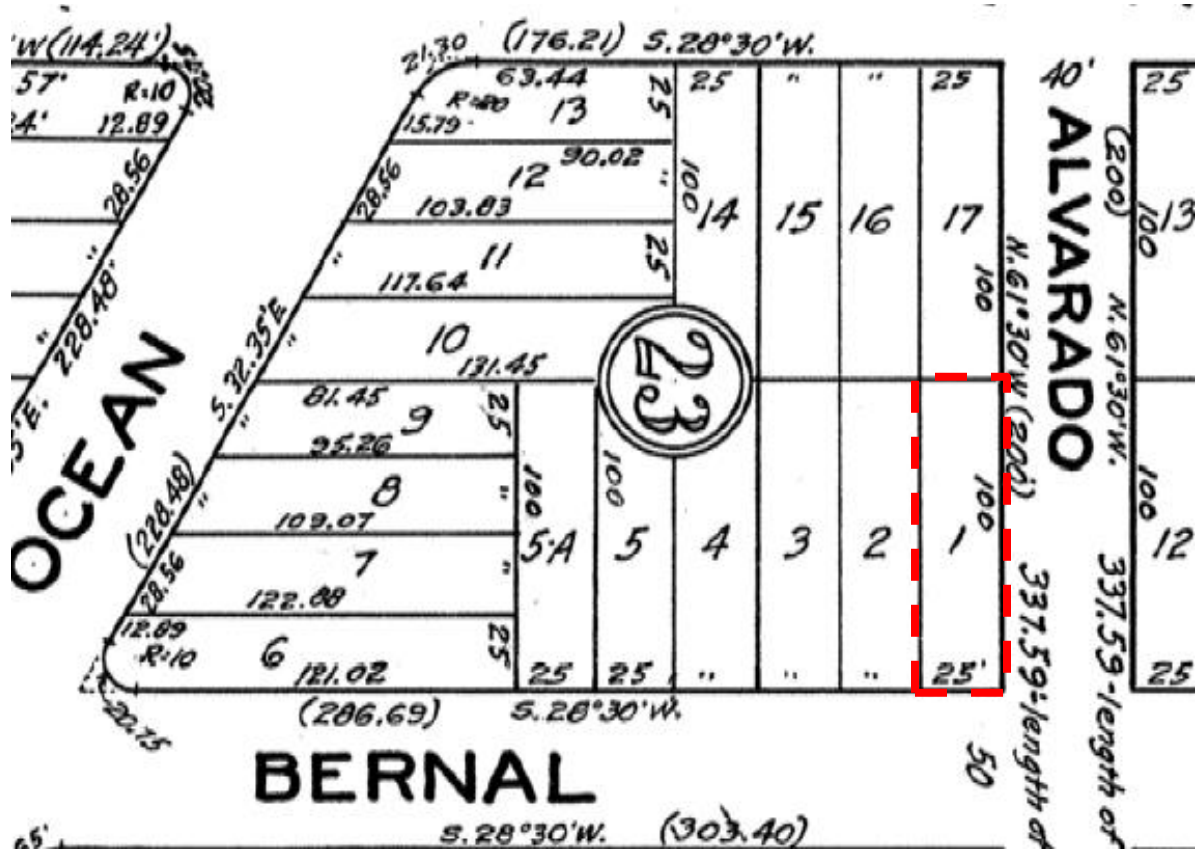 'W(114.24')
57'
R=10
24' 12.89
28.56
"
228.48'
"
OCEAN
21.30
(176.21) S.28°30'W.
63.44
R=20
13
25
15.79
90.02
12
"
28.56
103.83
11
25
"
117.64
10
131.45
"
S. 32.35'E
"
(228.48)
"
28.56
81.45
9
25
95.26
8
"
109.07
7
"
122.88
12.89
R=10
6
25
121.02
20.75
(286.69) S.28°30'W.
25 " " 25
100
14 15 16 17
100
23
100 100
5-A 5 4 3 2 1
100
25 25 " " " 25'
N.61°30'W (200)
337.59'-length of
40'
ALVARADO
50
(200) N.61°30'W.
337.59-length of
25
100
13
100
12
25
BERNAL
S.28°30'W. (303.40)